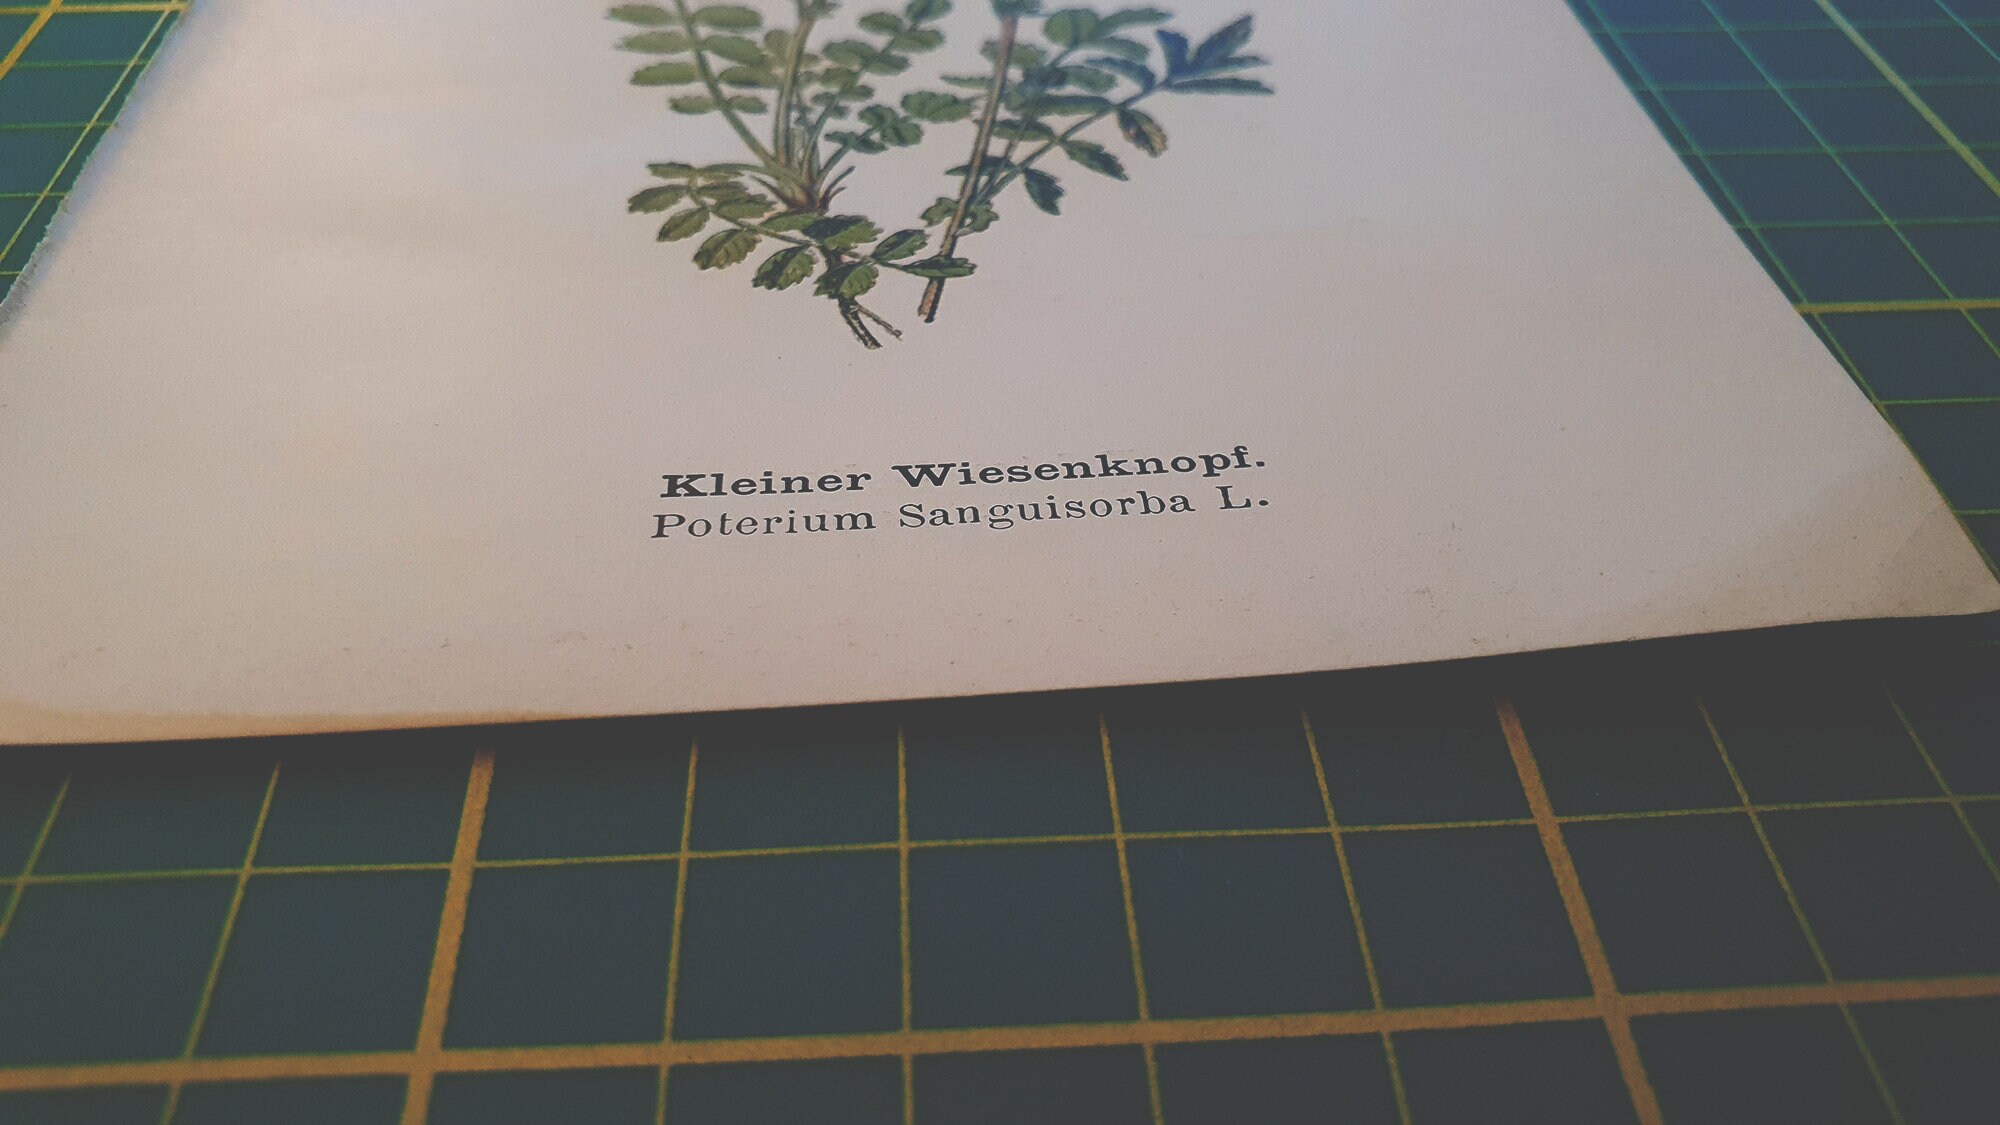 Kleiner Wiesenknopf.
Poterium Sanguisorba L.